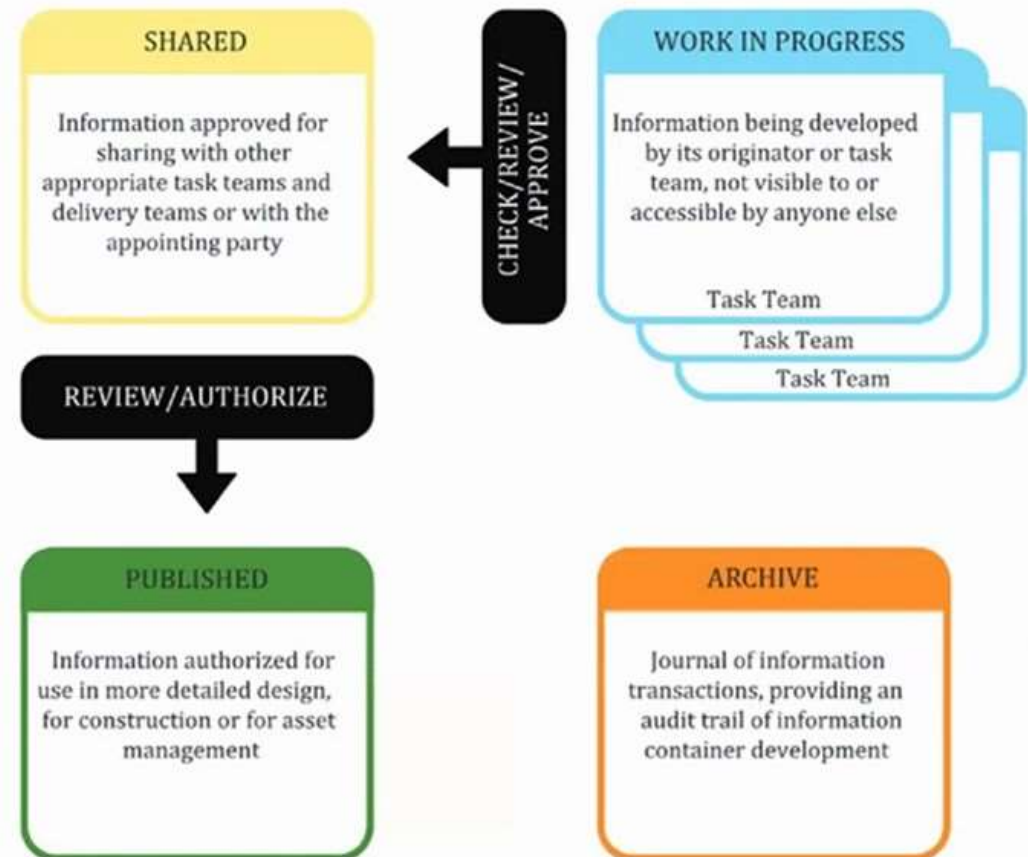 SHARED
Information approved for
sharing with other
appropriate task teams and
delivery teams or with the
appointing party
CHECK/REVIEW/
APPROVE
WORK IN PROGRESS
Information being developed
by its originator or task
team, not visible to or
accessible by anyone else
Task Team
Task Team
Task Team
REVIEW/AUTHORIZE
PUBLISHED
Information authorized for
use in more detailed design,
for construction or for asset
management
ARCHIVE
Journal of information
transactions, providing an
audit trail of information
container development